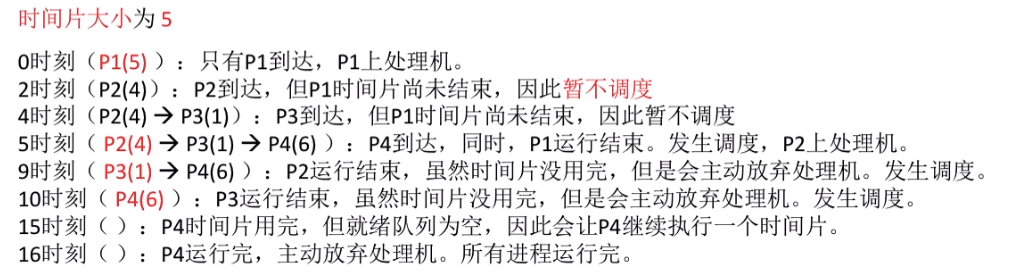 时间片大小为 5
0时刻（P1(5) ）：只有P1到达，P1上处理机。
2时刻（P2(4)）：P2到达，但P1时间片尚未结束，因此暂不调度
4时刻（P2(4) → P3(1)）：P3到达，但P1时间片尚未结束，因此暂不调度
5时刻（ P2(4) → P3(1) → P4(6) ）：P4到达，同时，P1运行结束。发生调度，P2上处理机。
9时刻（ P3(1) → P4(6) ）：P2运行结束，虽然时间片没用完，但是会主动放弃处理机。发生调度。
10时刻（ P4(6) ）：P3运行结束，虽然时间片没用完，但是会主动放弃处理机。发生调度。
15时刻（ ）：P4时间片用完，但就绪队列为空，因此会让P4继续执行一个时间片。
16时刻（ ）：P4运行完，主动放弃处理机。所有进程运行完。